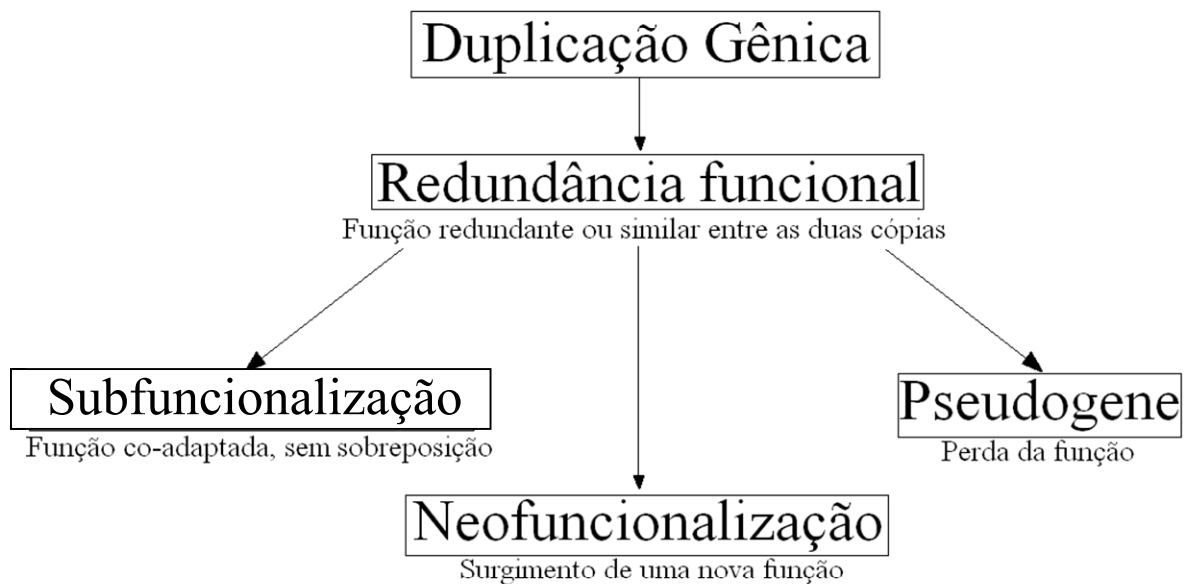 Duplicação Gênica
Redundância funcional
Função redundante ou similar entre as duas cópias
Subfuncionalização
Função co-adaptada, sem sobreposição
Pseudogene
Perda da função
Neofuncionalização
Surgimento de uma nova função